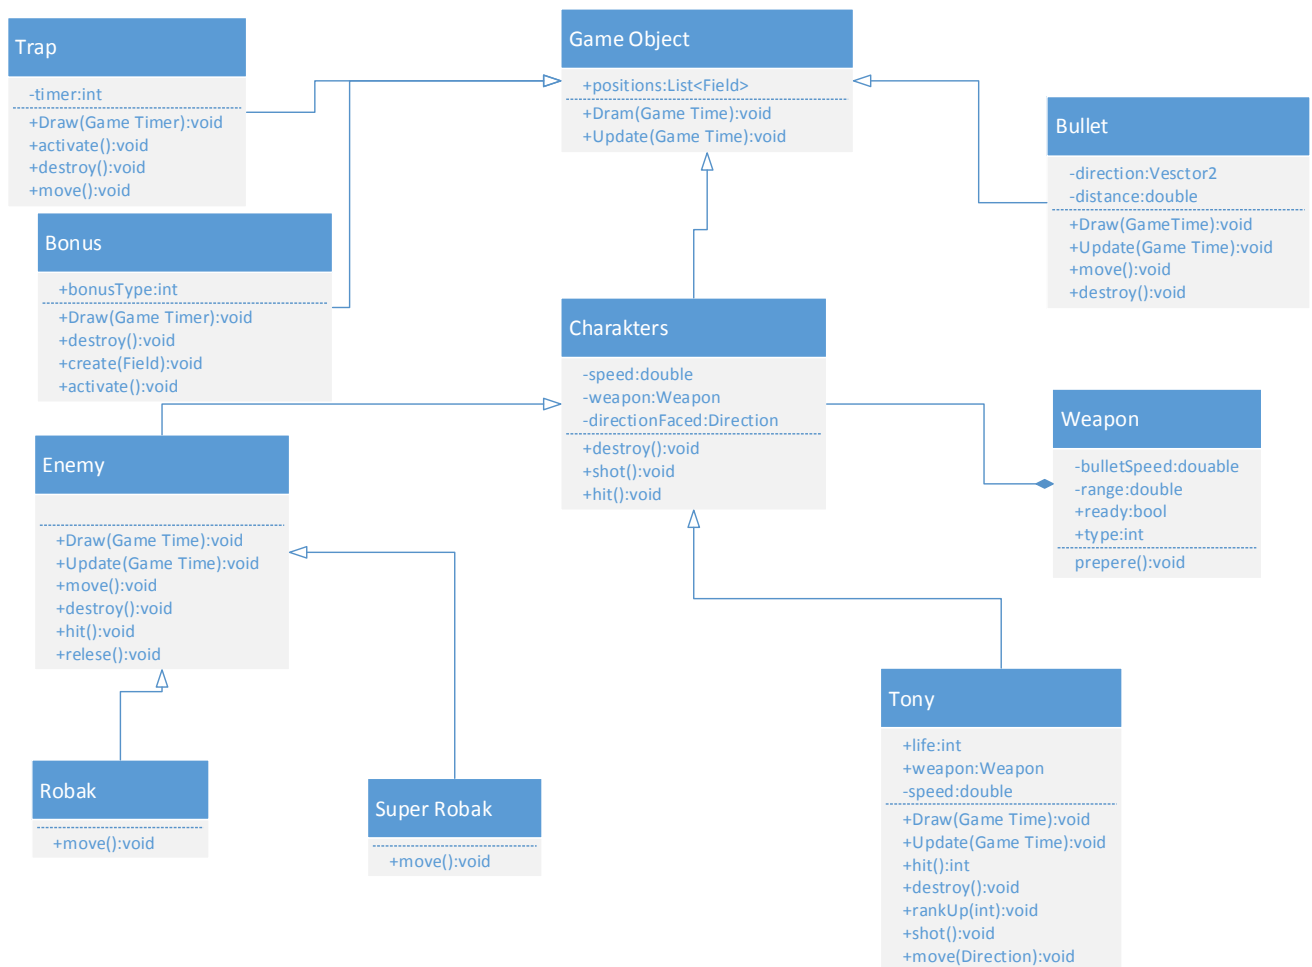 Trap
-timer:int
+Draw(Game Timer):void
+activate():void
+destroy():void
+move():void
Game Object
+positions:List<Field>
+Dram(Game Time):void
+Update(Game Time):void
Bullet
-direction:Vesctor2
-distance:double
+Draw(GameTime):void
+Update(Game Time):void
+move():void
+destroy():void
Bonus
+bonusType:int
+Draw(Game Timer):void
+destroy():void
+create(Field):void
+activate():void
Charakters
-speed:double
-weapon:Weapon
-directionFaced:Direction
+destroy():void
+shot():void
+hit():void
Weapon
-bulletSpeed:douable
-range:double
+ready:bool
+type:int
prepere():void
Enemy
+Draw(Game Time):void
+Update(Game Time):void
+move():void
+destroy():void
+hit():void
+relese():void
Robak
+move():void
Super Robak
+move():void
Tony
+life:int
+weapon:Weapon
-speed:double
+Draw(Game Time):void
+Update(Game Time):void
+hit():int
+destroy():void
+rankUp(int):void
+shot():void
+move(Direction):void